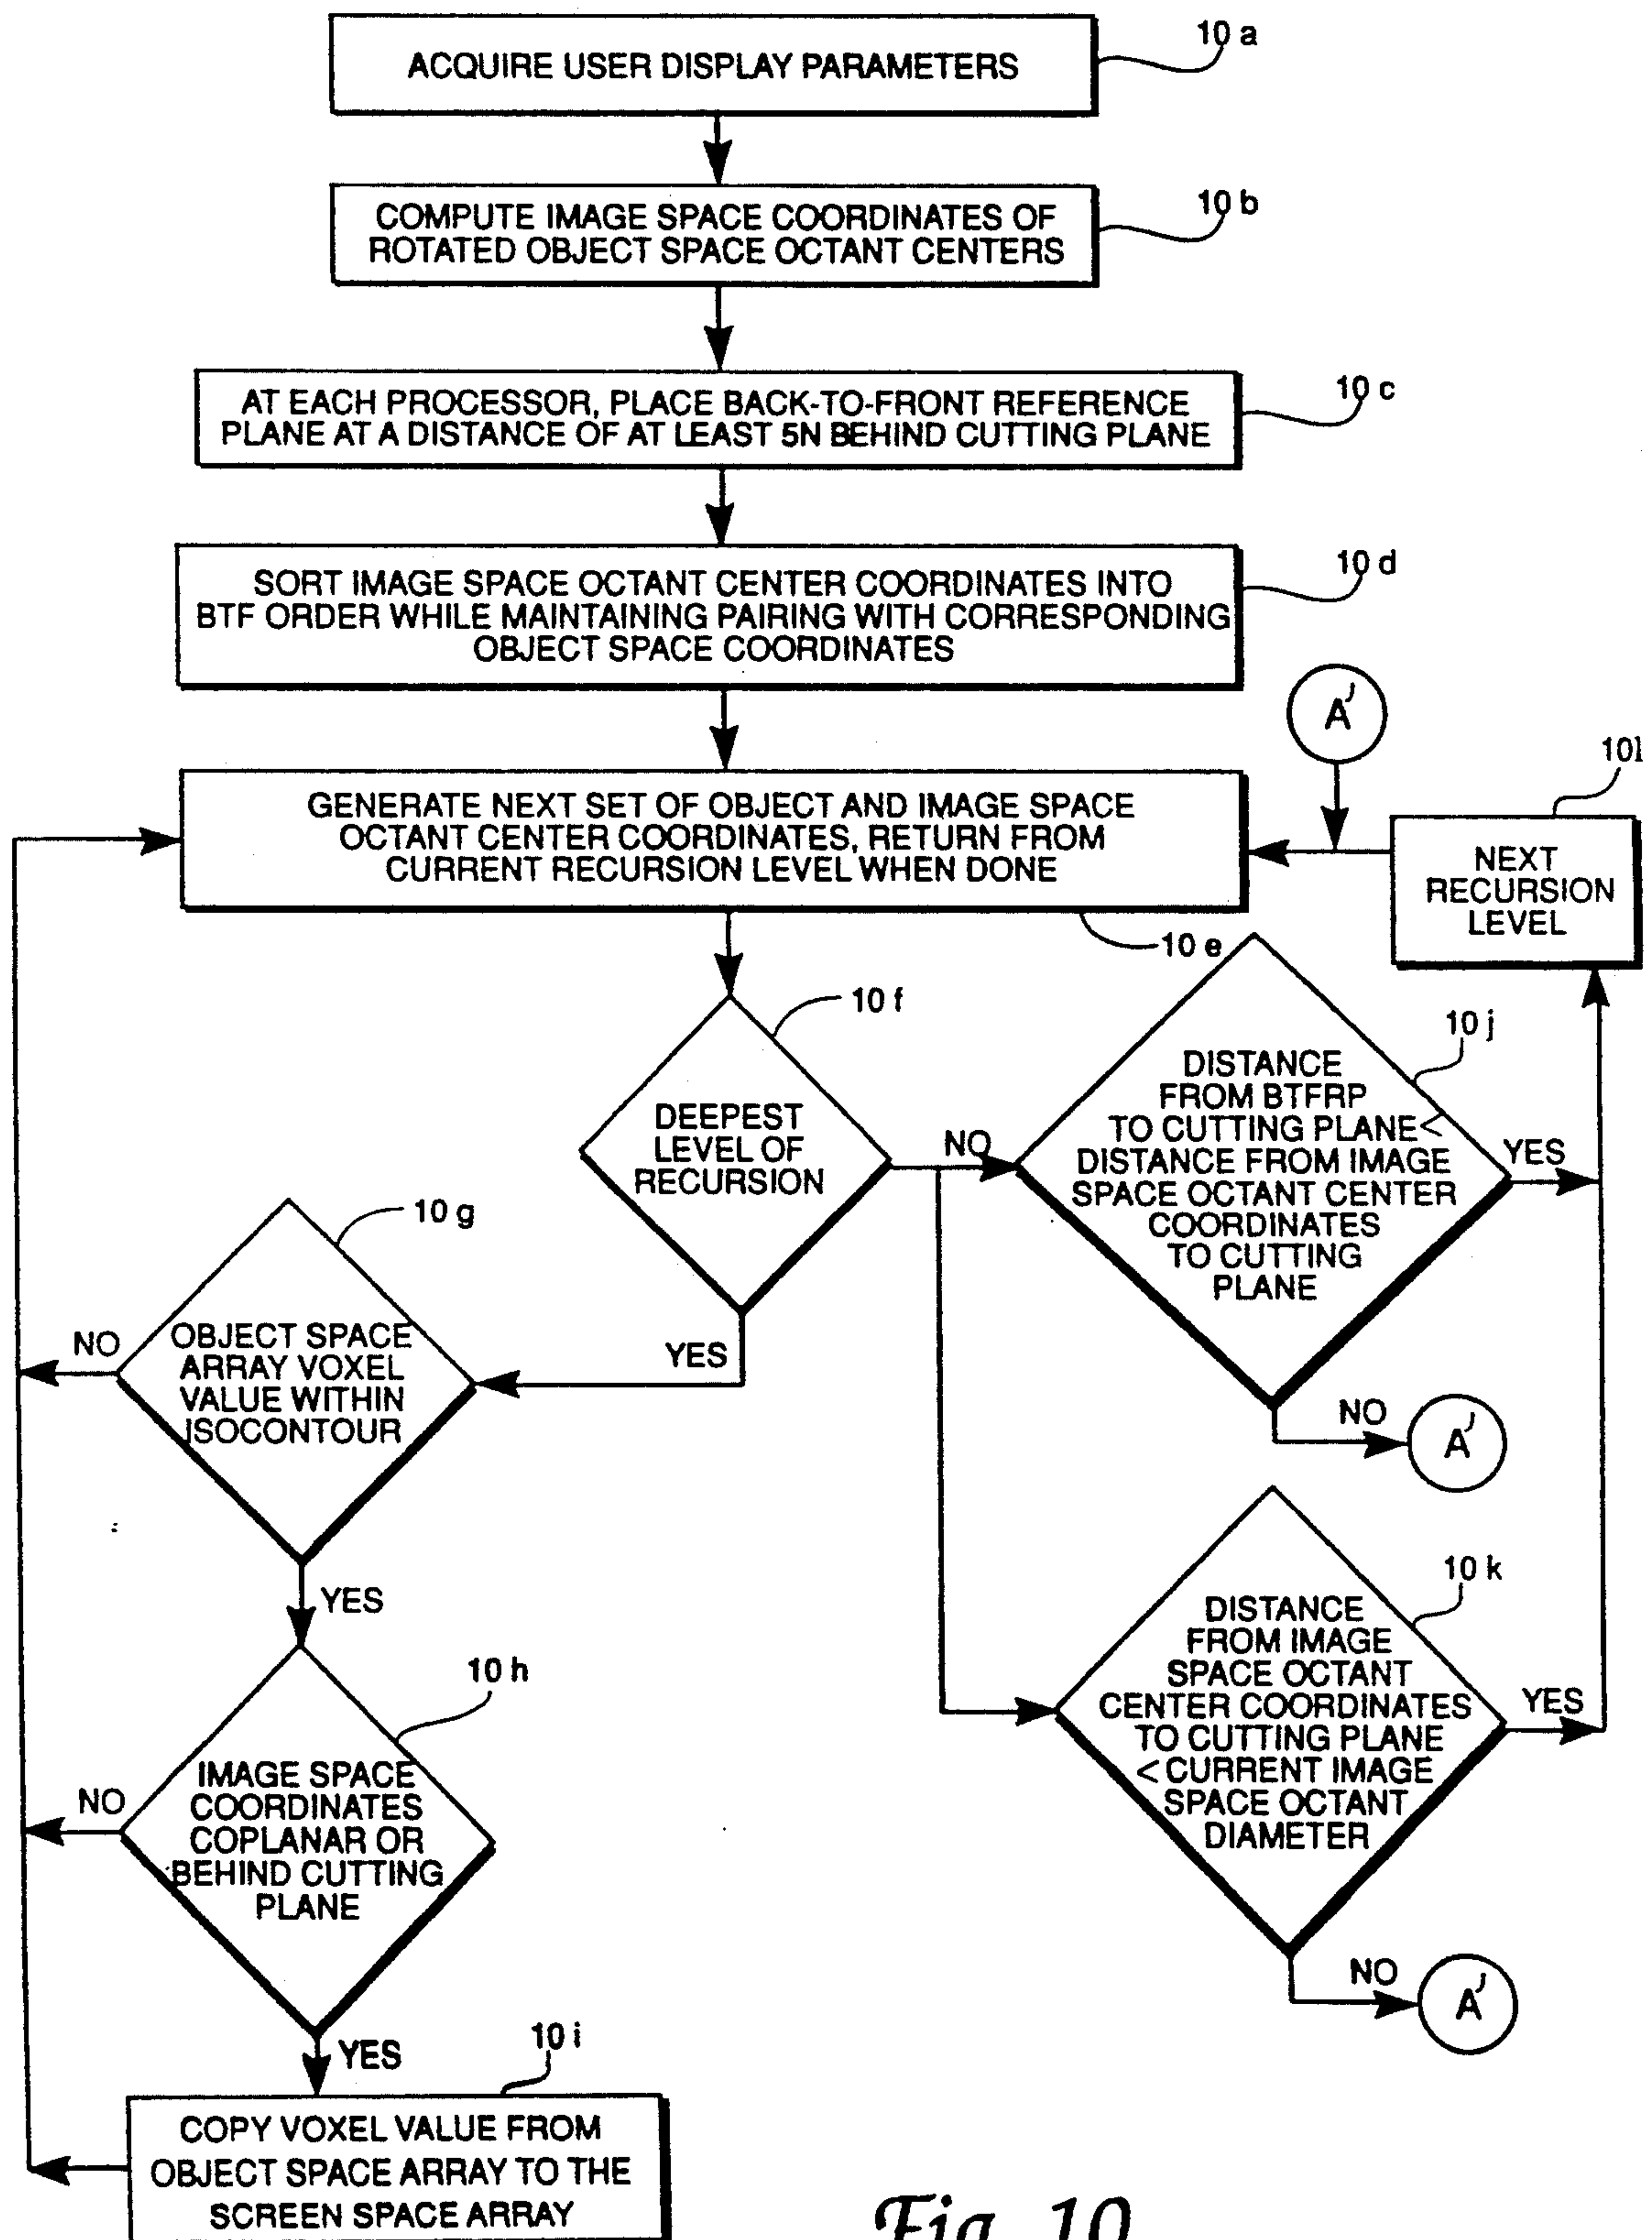 10 a
ACQUIRE USER DISPLAY PARAMETERS
10 b
COMPUTE IMAGE SPACE COORDINATES OF
ROTATED OBJECT SPACE OCTANT CENTERS
10 c
AT EACH PROCESSOR, PLACE BACK-TO-FRONT REFERENCE
PLANE AT A DISTANCE OF AT LEAST 5N BEHIND CUTTING PLANE
10 d
SORT IMAGE SPACE OCTANT CENTER COORDINATES INTO
BTF ORDER WHILE MAINTAINING PAIRING WITH CORRESPONDING
OBJECT SPACE COORDINATES
A'
10l
GENERATE NEXT SET OF OBJECT AND IMAGE SPACE
OCTANT CENTER COORDINATES, RETURN FROM
CURRENT RECURSION LEVEL WHEN DONE
NEXT
RECURSION
LEVEL
10 e
10 f
DEEPEST
LEVEL OF
RECURSION
NO
YES
10 j
DISTANCE
FROM BTFRP
TO CUTTING PLANE<
DISTANCE FROM IMAGE
SPACE OCTANT CENTER
COORDINATES
TO CUTTING
PLANE
YES
NO
A'
10 g
OBJECT SPACE
ARRAY VOXEL
VALUE WITHIN
ISOCONTOUR
NO
YES
10 k
DISTANCE
FROM IMAGE
SPACE OCTANT
CENTER COORDINATES
TO CUTTING PLANE
<CURRENT IMAGE
SPACE OCTANT
DIAMETER
YES
NO
A'
10 h
IMAGE SPACE
COORDINATES
COPLANAR OR
BEHIND CUTTING
PLANE
NO
YES
10 i
COPY VOXEL VALUE FROM
OBJECT SPACE ARRAY TO THE
SCREEN SPACE ARRAY
Fig. 10